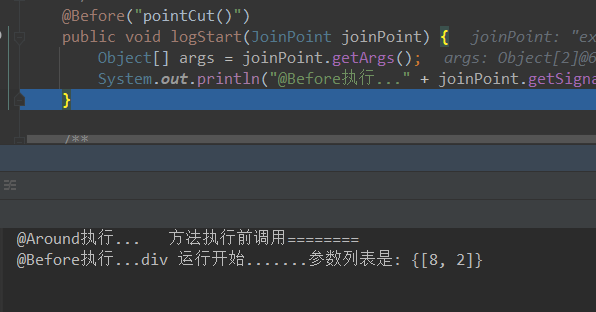 @Before("pointCut()")
public void logStart(JoinPoint joinPoint) { joinPoint: "ex
Object[] args = joinPoint.getArgs(); args: Object[2]@6
System.out.println("@Before执行..." + joinPoint.getSigna
}
/**
@Around执行... 方法执行前调用========
@Before执行...div 运行开始.......参数列表是: {[8, 2]}